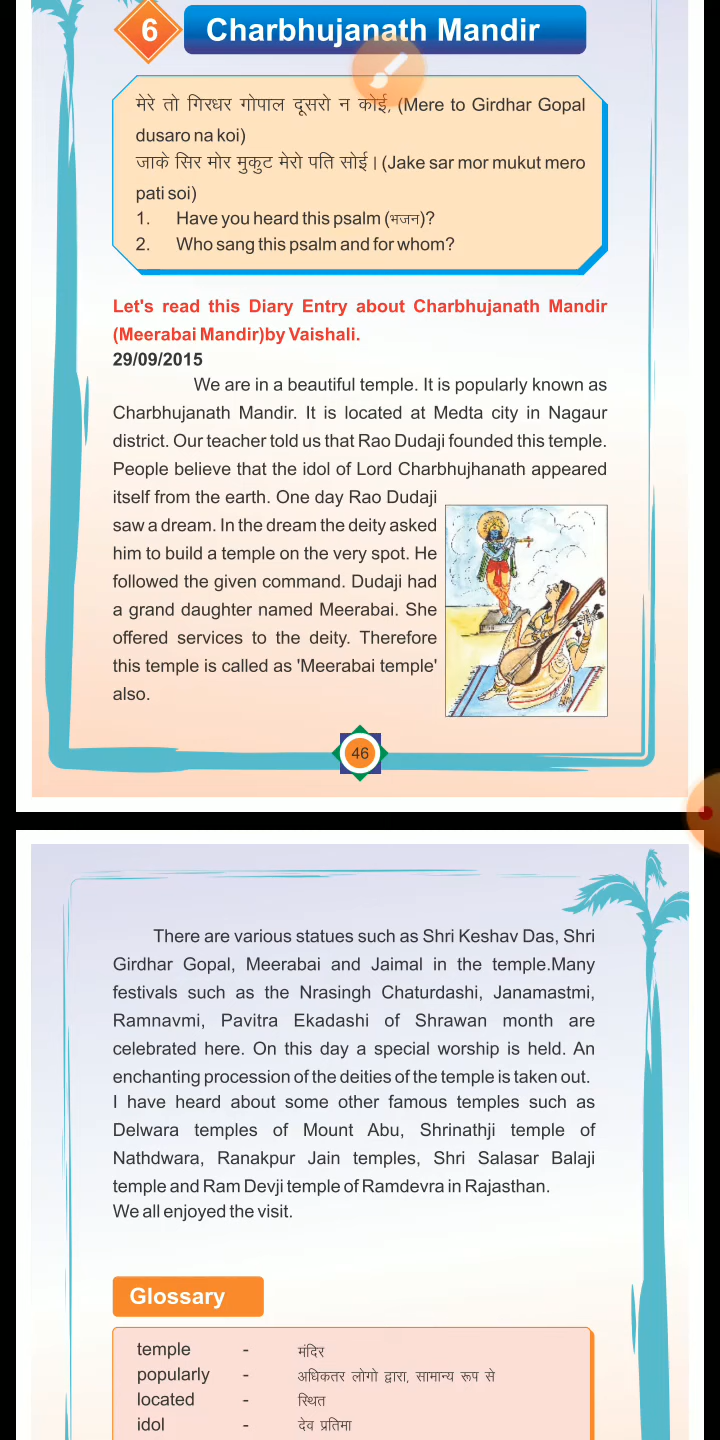 6 Charbhujanath Mandir
मेरे तो गिरधर गोपाल दूसरो न कोई, (Mere to Girdhar Gopal
dusaro na koi)
जाके सिर मोर मुकुट मेरो पति सोई। (Jake sar mor mukut mero
pati soi)
1. Have you heard this psalm (भजन)?
2. Who sang this psalm and for whom?
Let's read this Diary Entry about Charbhujanath Mandir
(Meerabai Mandir)by Vaishali.
29/09/2015
We are in a beautiful temple. It is popularly known as
Charbhujanath Mandir. It is located at Medta city in Nagaur
district. Our teacher told us that Rao Dudaji founded this temple.
People believe that the idol of Lord Charbhujhanath appeared
itself from the earth. One day Rao Dudaji
saw a dream. In the dream the deity asked
him to build a temple on the very spot. He
followed the given command. Dudaji had
a grand daughter named Meerabai. She
offered services to the deity. Therefore
this temple is called as 'Meerabai temple'
also.
46
There are various statues such as Shri Keshav Das, Shri
Girdhar Gopal, Meerabai and Jaimal in the temple.Many
festivals such as the Nrasingh Chaturdashi, Janamastmi,
Ramnavmi, Pavitra Ekadashi of Shrawan month are
celebrated here. On this day a special worship is held. An
enchanting procession of the deities of the temple is taken out.
I have heard about some other famous temples such as
Delwara temples of Mount Abu, Shrinathji temple of
Nathdwara, Ranakpur Jain temples, Shri Salasar Balaji
temple and Ram Devji temple of Ramdevra in Rajasthan.
We all enjoyed the visit.
Glossary
temple - मंदिर
popularly - अधिकतर लोगो द्वारा, सामान्य रूप से
located - स्थित
idol - देव प्रतिमा